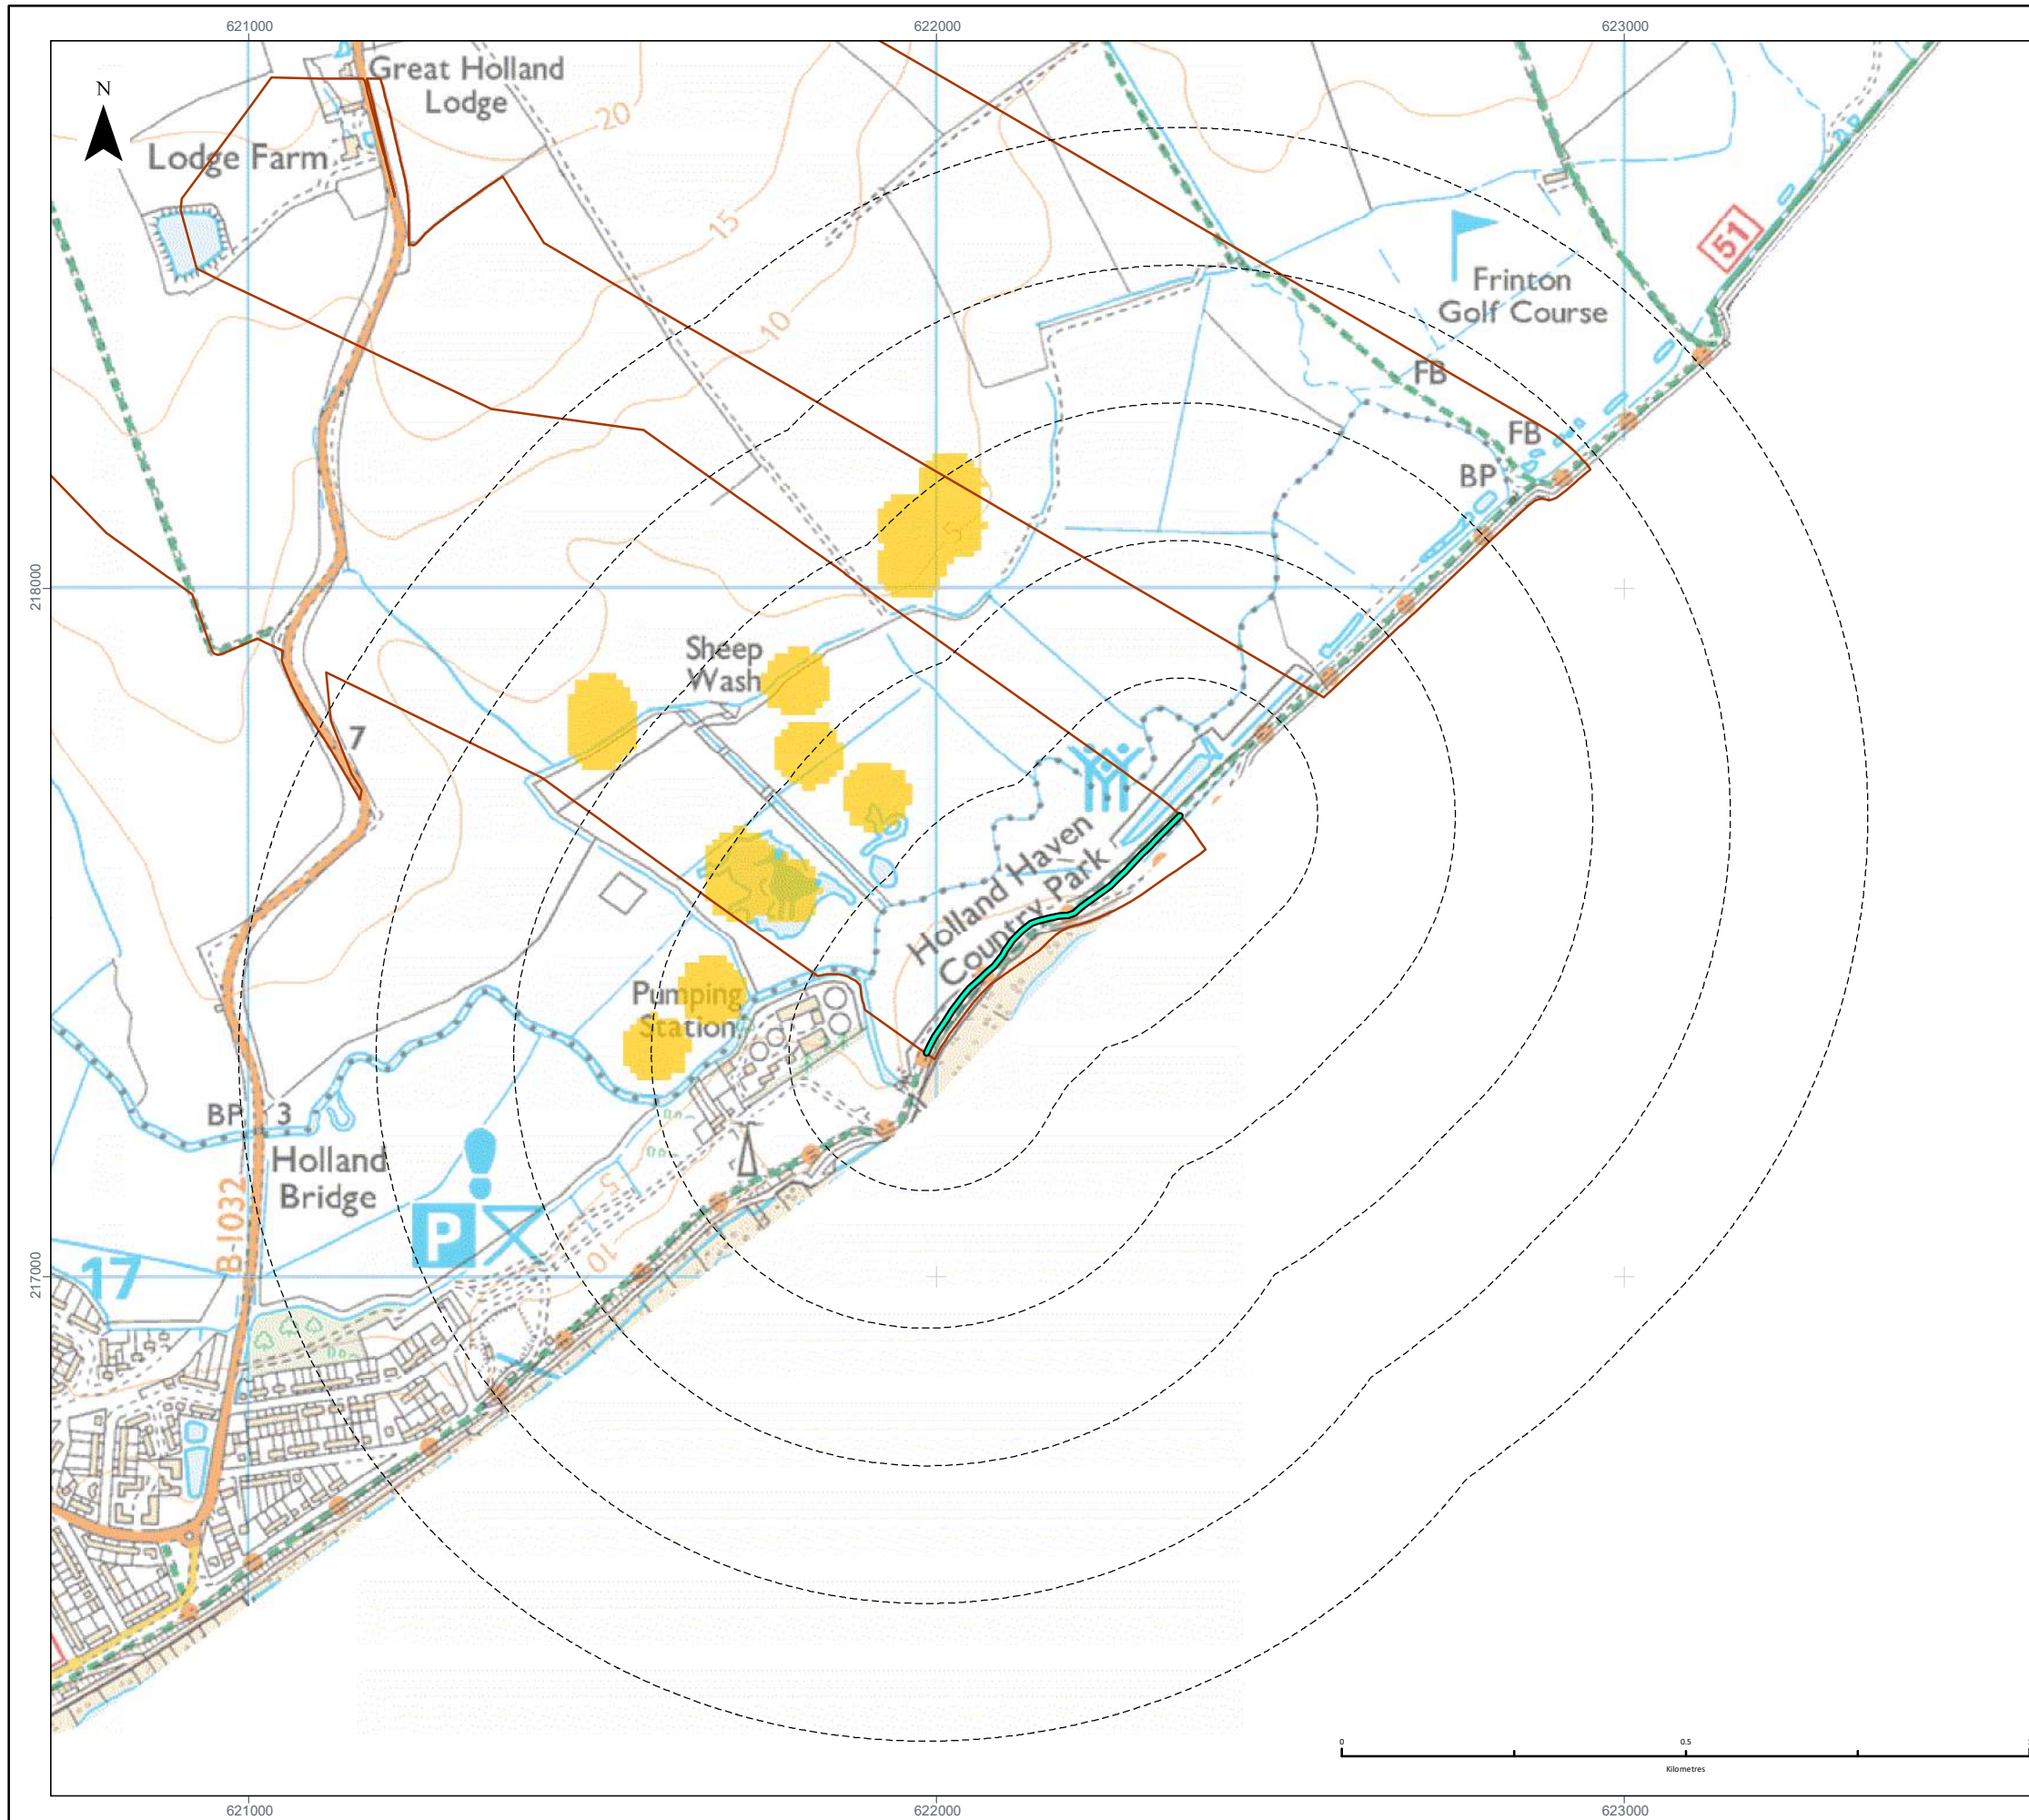 621000
622000
623000
N
Great Holland
Lodge
20
Lodge Farm
15
51
Frinton
Golf Course
10
FB
FB
BP
5
218000
218000
Sheep
Wash
7
Holland Haven
Country Park
Pumping
Station
BP
3
Holland
Bridge
5
B 1032
P
10
17
217000
0
0.5
Kilometres
621000
622000
623000